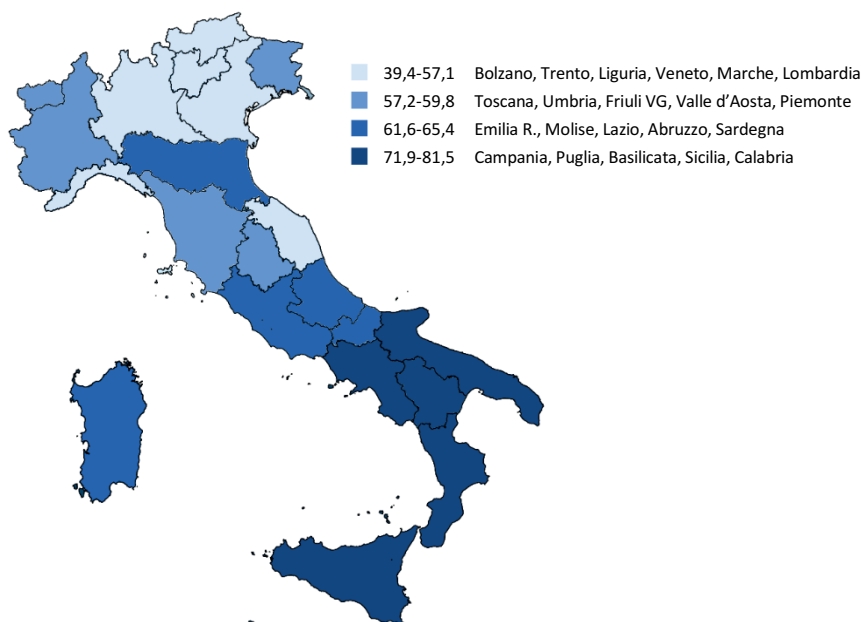 39,4-57,1 Bolzano, Trento, Liguria, Veneto, Marche, Lombardia
57,2-59,8 Toscana, Umbria, Friuli VG, Valle d’Aosta, Piemonte
61,6-65,4 Emilia R., Molise, Lazio, Abruzzo, Sardegna
71,9-81,5 Campania, Puglia, Basilicata, Sicilia, Calabria